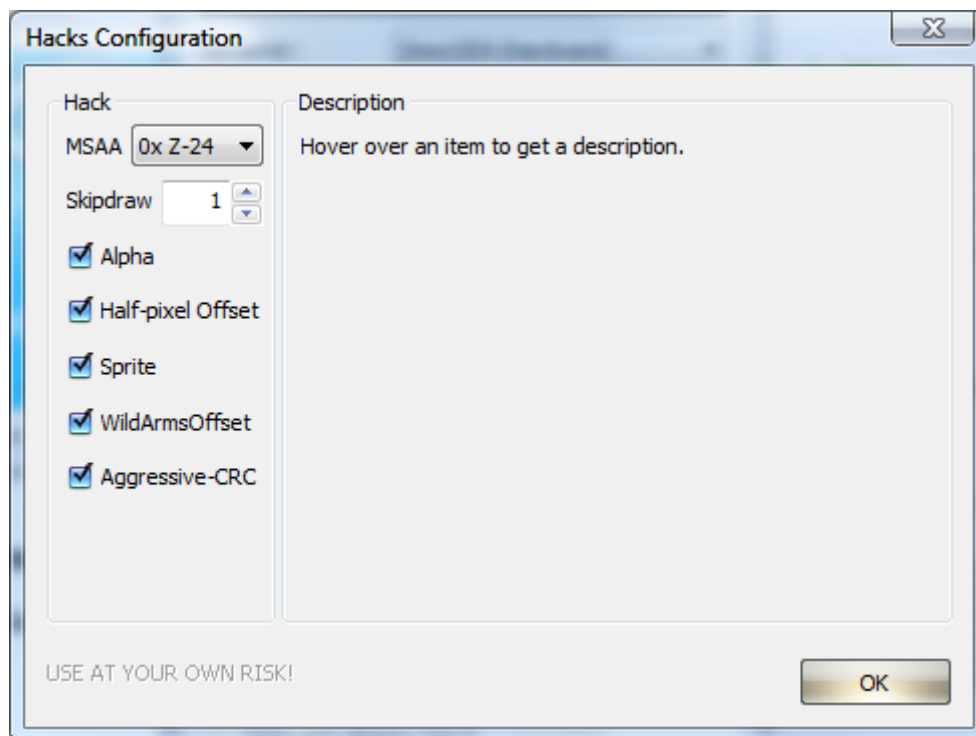 Hacks Configuration
Hack
Description
MSAA 0x Z-24
Hover over an item to get a description.
Skipdraw 1
Alpha
Half-pixel Offset
Sprite
WildArmsOffset
Aggressive-CRC
USE AT YOUR OWN RISK!
OK